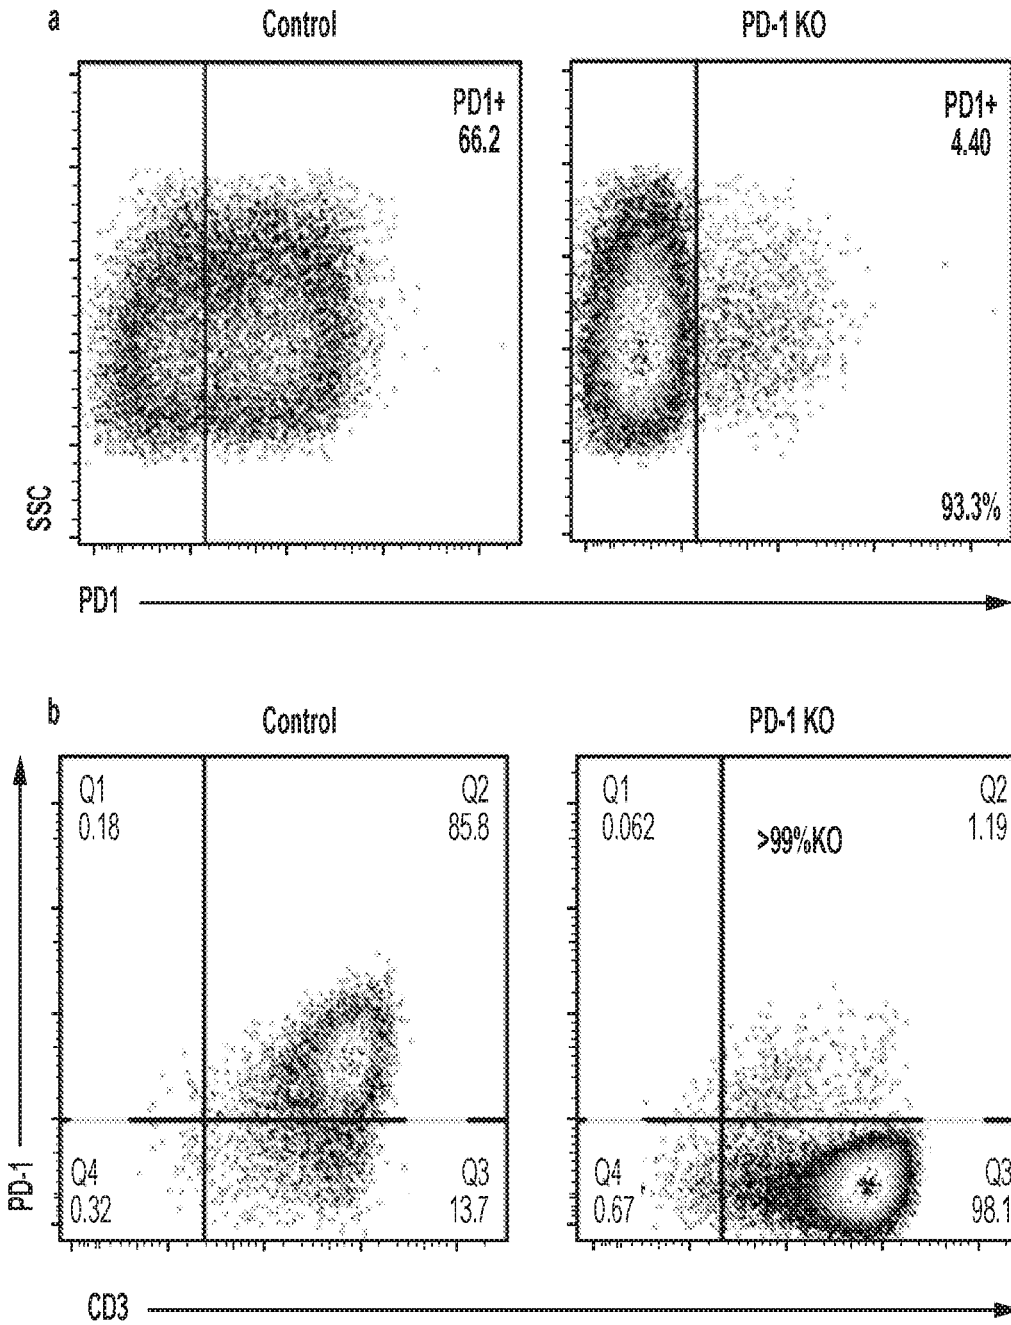 a
Control
PD-1 KO
PD1+
66.2
PD1+
4.40
93.3%
SSC
PD1
b
Control
PD-1 KO
Q1
0.18
Q2
85.8
Q1
0.062
>99%KO
Q2
1.19
PD-1
Q4
0.32
Q3
13.7
Q4
0.67
Q3
98.1
CD3